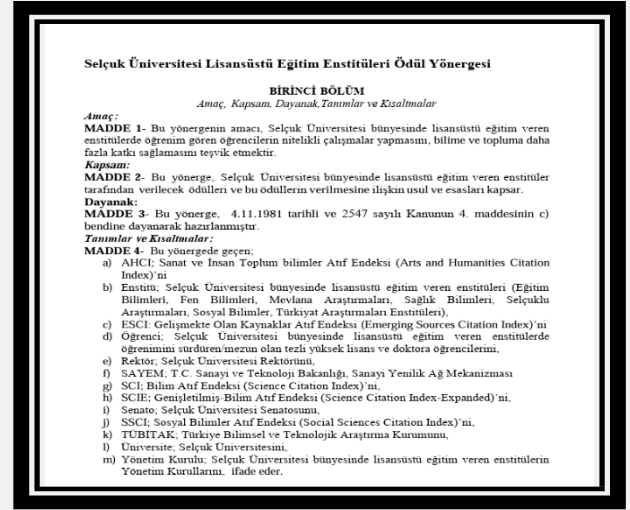 Selçuk Üniversitesi Lisansüstü Eğitim Enstitüleri Ödül Yönergesi
BİRİNCİ BÖLÜM
Amaç, Kapsam, Dayanak,Tanımlar ve Kısaltmalar
Amaç:
MADDE 1- Bu yönergenin amacı, Selçuk Üniversitesi bünyesinde lisansüstü eğitim veren
enstitülerde öğrenim gören öğrencilerin nitelikli çalışmalar yapmasını, bilime ve topluma daha
fazla katkı sağlamasını teşvik etmektir.
Kapsam:
MADDE 2- Bu yönerge, Selçuk Üniversitesi bünyesinde lisansüstü eğitim veren enstitüler
tarafından verilecek ödülleri ve bu ödüllerin verilmesine ilişkin usul ve esasları kapsar.
Dayanak:
MADDE 3- Bu yönerge, 4.11.1981 tarihli ve 2547 sayılı Kanunun 4. maddesinin c)
bendine dayanarak hazırlanmıştır.
Tanımlar ve Kısaltmalar:
MADDE 4- Bu yönergede geçen;
a) AHCI; Sanat ve İnsan Toplum bilimler Atıf Endeksi (Arts and Humanities Citation
Index)'ni
b) Enstitü; Selçuk Üniversitesi bünyesinde lisansüstü eğitim veren enstitüleri (Eğitim
Bilimleri, Fen Bilimleri, Mevlana Araştırmaları, Sağlık Bilimleri, Selçuklu
Araştırmaları, Sosyal Bilimler, Türkiyat Araştırmaları Enstitüleri),
c) ESCI: Gelişmekte Olan Kaynaklar Atıf Endeksi (Emerging Sources Citation Index)'ni
d) Öğrenci; Selçuk Üniversitesi bünyesinde lisansüstü eğitim veren enstitülerde
öğrenimini sürdüren/mezun olan tezli yüksek lisans ve doktora öğrencilerini,
e) Rektör; Selçuk Üniversitesi Rektörünü,
f) SAYEM; T.C. Sanayi ve Teknoloji Bakanlığı, Sanayi Yenilik Ağ Mekanizması
g) SCI; Bilim Atıf Endeksi (Science Citation Index)'ni,
h) SCIE; Genişletilmiş-Bilim Atıf Endeksi (Science Citation Index-Expanded)'ni,
i) Senato; Selçuk Üniversitesi Senatosunu,
j) SSCI; Sosyal Bilimler Atıf Endeksi (Social Sciences Citation Index)'ni,
k) TÜBİTAK; Türkiye Bilimsel ve Teknolojik Araştırma Kurumunu,
l) Üniversite; Selçuk Üniversitesini,
m) Yönetim Kurulu; Selçuk Üniversitesi bünyesinde lisansüstü eğitim veren enstitülerin
Yönetim Kurullarını, ifade eder.